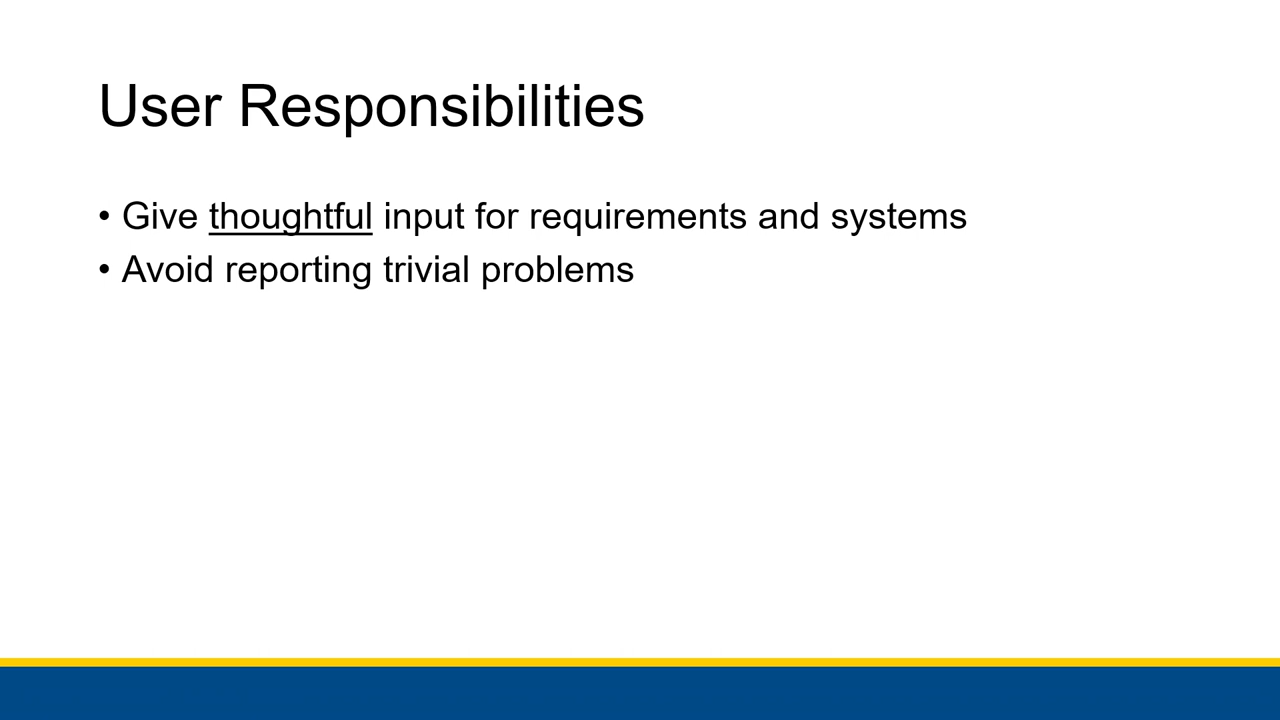 User Responsibilities
• Give thoughtful input for requirements and systems
• Avoid reporting trivial problems